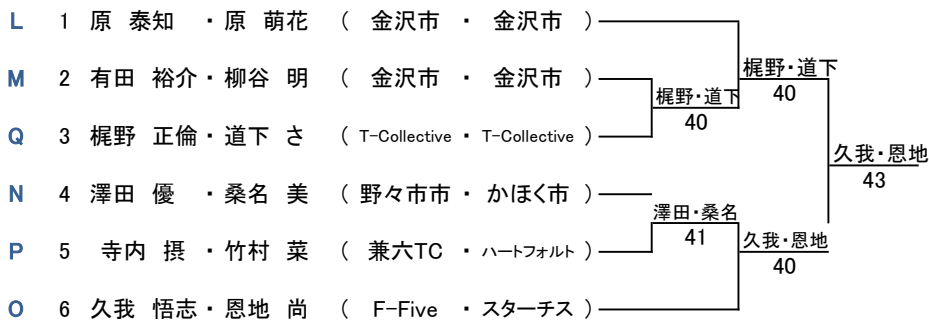 L 1 原 泰知 ・ 原 萌花 ( 金沢市 ・ 金沢市 )
M 2 有田 裕介 ・ 柳谷 明 ( 金沢市 ・ 金沢市 )
Q 3 梶野 正倫 ・ 道下 さ ( T-Collective ・ T-Collective )
N 4 澤田 優 ・ 桑名 美 ( 野々市市 ・ かほく市 )
P 5 寺内 摂 ・ 竹村 菜 ( 兼六TC ・ ハートフォルト )
O 6 久我 悟志 ・ 恩地 尚 ( F-Five ・ スターチス )
梶野・道下
40
澤田・桑名
41
梶野・道下
40
久我・恩地
40
久我・恩地
43